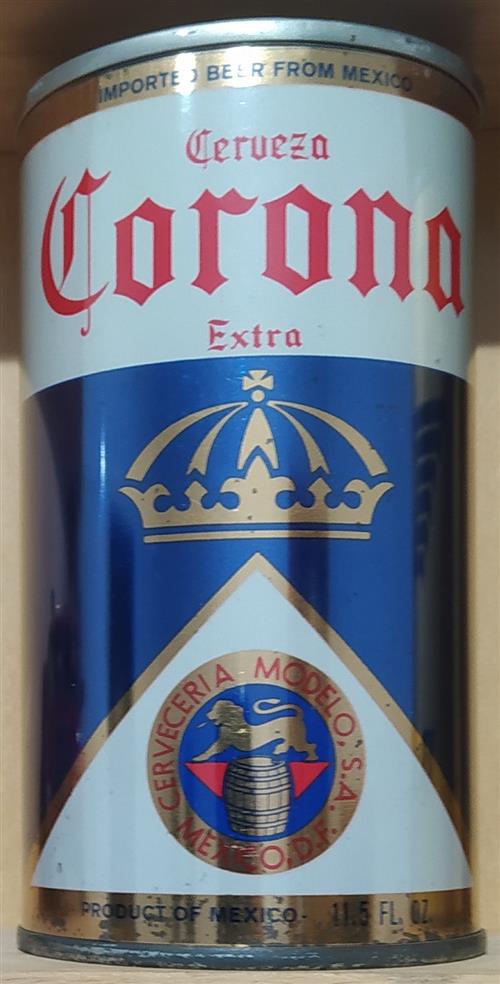 IMPORTED BEER FROM MEXICO
Cerveza
Corona
Extra
CERVECERIA MODELO, S.A.
MEXICO, D.F.
PRODUCT OF MEXICO- 11.5 FL. OZ.